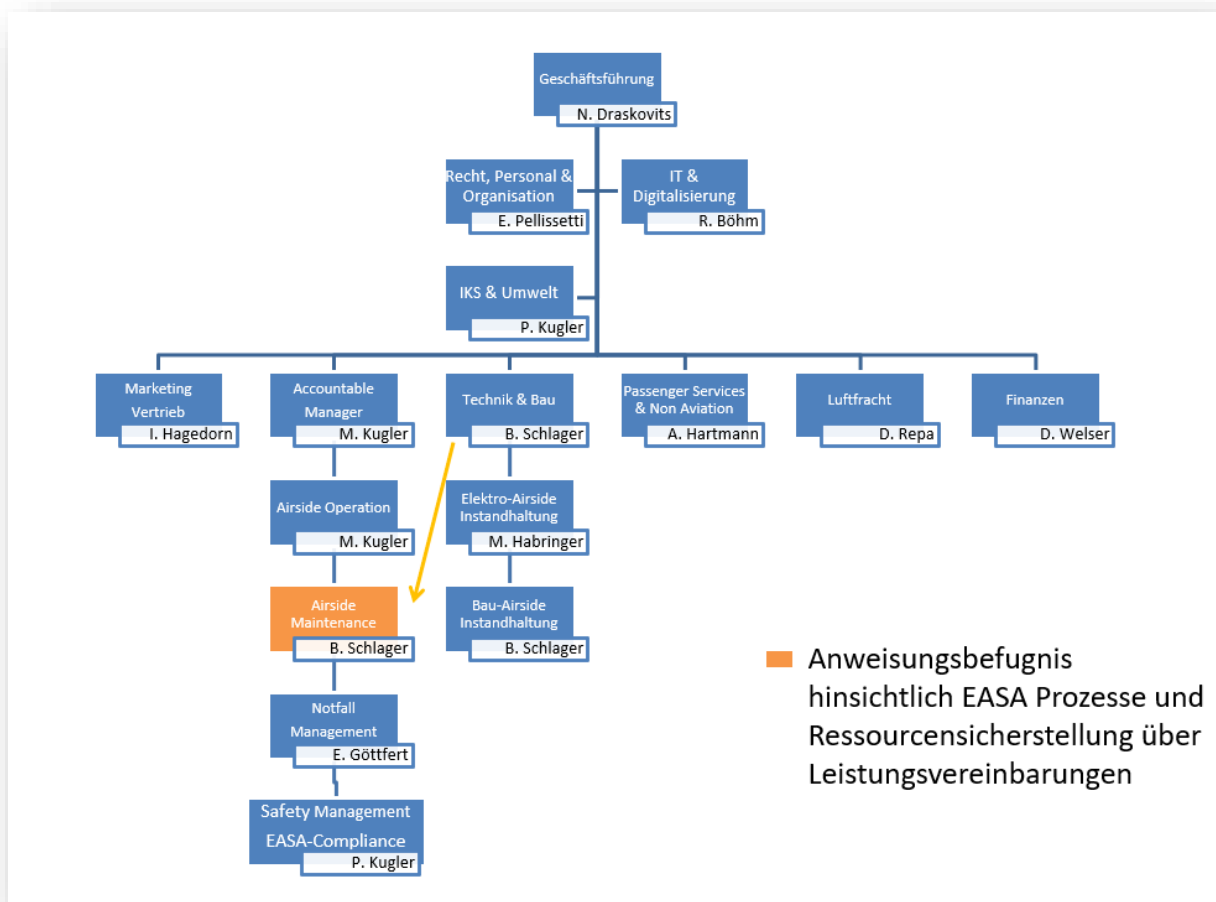 Geschäftsführung
N. Draskovits
Recht, Personal &
Organisation
E. Pellissetti
IT &
Digitalisierung
R. Böhm
IKS & Umwelt
P. Kugler
Marketing
Vertrieb
I. Hagedorn
Accountable
Manager
M. Kugler
Technik & Bau
B. Schlager
Passenger Services
& Non Aviation
A. Hartmann
Luftfracht
D. Repa
Finanzen
D. Welser
Airside Operation
M. Kugler
Elektro-Airside
Instandhaltung
M. Habringer
Airside
Maintenance
B. Schlager
Bau-Airside
Instandhaltung
B. Schlager
Notfall
Management
E. Göttfert
Safety Management
EASA-Compliance
P. Kugler
Anweisungsbefugnis
hinsichtlich EASA Prozesse und
Ressourcensicherstellung über
Leistungsvereinbarungen